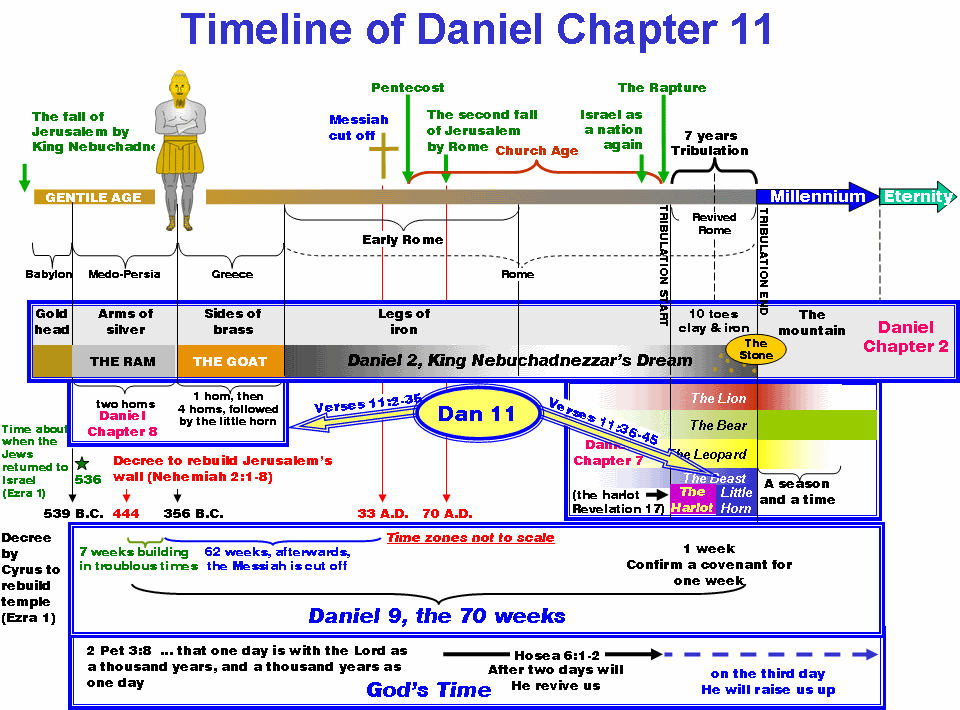 Timeline of Daniel Chapter 11
Pentecost
The Rapture
The fall of
Jerusalem by
King Nebuchadne
Messiah
cut off
The second fall
of Jerusalem
by Rome
Church Age
Israel as
a nation
again
7 years
Tribulation
GENTILE AGE
Millennium
Eternity
Early Rome
TRIBULATION START
Revived
Rome
TRIBULATION END
Babylon
Medo-Persia
Greece
Rome
Gold
head
Arms of
silver
Sides of
brass
Legs of
iron
10 toes
clay & iron
The
mountain
Daniel
Chapter 2
THE RAM
THE GOAT
Daniel 2, King Nebuchadnezzar's Dream
The
Stone
two horns
Daniel
Chapter 8
1 horn, then
4 horns, followed
by the little horn
Verses 11:2-35
Dan 11
Verses 11:36-45
The Lion
The Bear
The Leopard
The Beast
Chapter 7
The
Harlot
Little
Horn
(the harlot
Revelation 17)
A season
and a time
Time about
when the
Jews
returned to
Israel
(Ezra 1)
536
Decree to rebuild Jerusalem's
wall (Nehemiah 2:1-8)
539 B.C.
444
356 B.C.
33 A.D.
70 A.D.
Decree
by
Cyrus to
rebuild
temple
(Ezra 1)
Time zones not to scale
7 weeks building
in troublous times
62 weeks, afterwards,
the Messiah is cut off
1 week
Confirm a covenant for
one week
Daniel 9, the 70 weeks
2 Pet 3:8 ... that one day is with the Lord as
a thousand years, and a thousand years as
one day
Hosea 6:1-2
After two days will
He revive us
on the third day
He will raise us up
God's Time